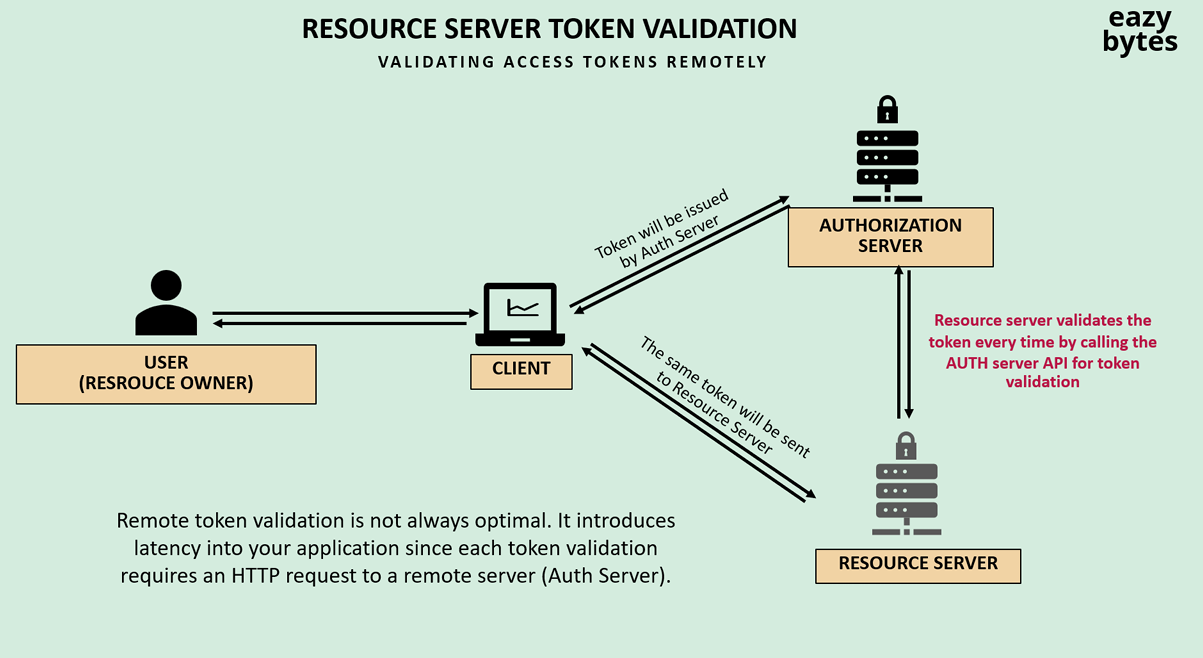 RESOURCE SERVER TOKEN VALIDATION
VALIDATING ACCESS TOKENS REMOTELY
eazy
bytes
AUTHORIZATION
SERVER
Token will be issued
by Auth Server
USER
(RESROUCE OWNER)
CLIENT
The same token will be sent
to Resource Server
Resource server validates the
token every time by calling the
AUTH server API for token
validation
RESOURCE SERVER
Remote token validation is not always optimal. It introduces
latency into your application since each token validation
requires an HTTP request to a remote server (Auth Server).